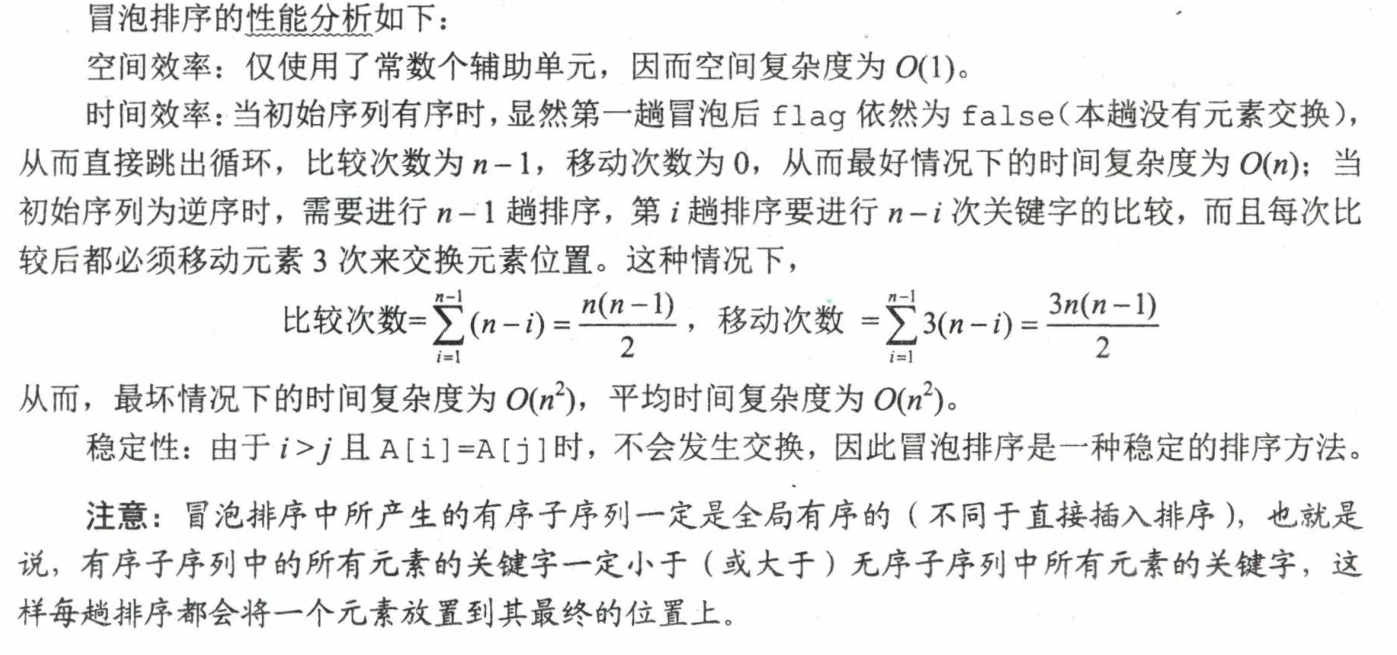 冒泡排序的性能分析如下：
空间效率：仅使用了常数个辅助单元，因而空间复杂度为 O(1)。
时间效率：当初始序列有序时，显然第一趟冒泡后 flag 依然为 false（本趟没有元素交换），
从而直接跳出循环，比较次数为 n−1，移动次数为 0，从而最好情况下的时间复杂度为 O(n)；当
初始序列为逆序时，需要进行 n−1 趟排序，第 i 趟排序要进行 n−i 次关键字的比较，而且每次比
较后都必须移动元素 3 次来交换元素位置。这种情况下，
比较次数=∑_{i=1}^{n−1}(n−i)=n(n−1)/2，移动次数 =∑_{i=1}^{n−1}3(n−i)=3n(n−1)/2
从而，最坏情况下的时间复杂度为 O(n²)，平均时间复杂度为 O(n²)。
稳定性：由于 i>j 且 A[i]=A[j]时，不会发生交换，因此冒泡排序是一种稳定的排序方法。
注意：冒泡排序中所产生的有序子序列一定是全局有序的（不同于直接插入排序），也就是
说，有序子序列中的所有元素的关键字一定小于（或大于）无序子序列中所有元素的关键字，这
样每趟排序都会将一个元素放置到其最终的位置上。